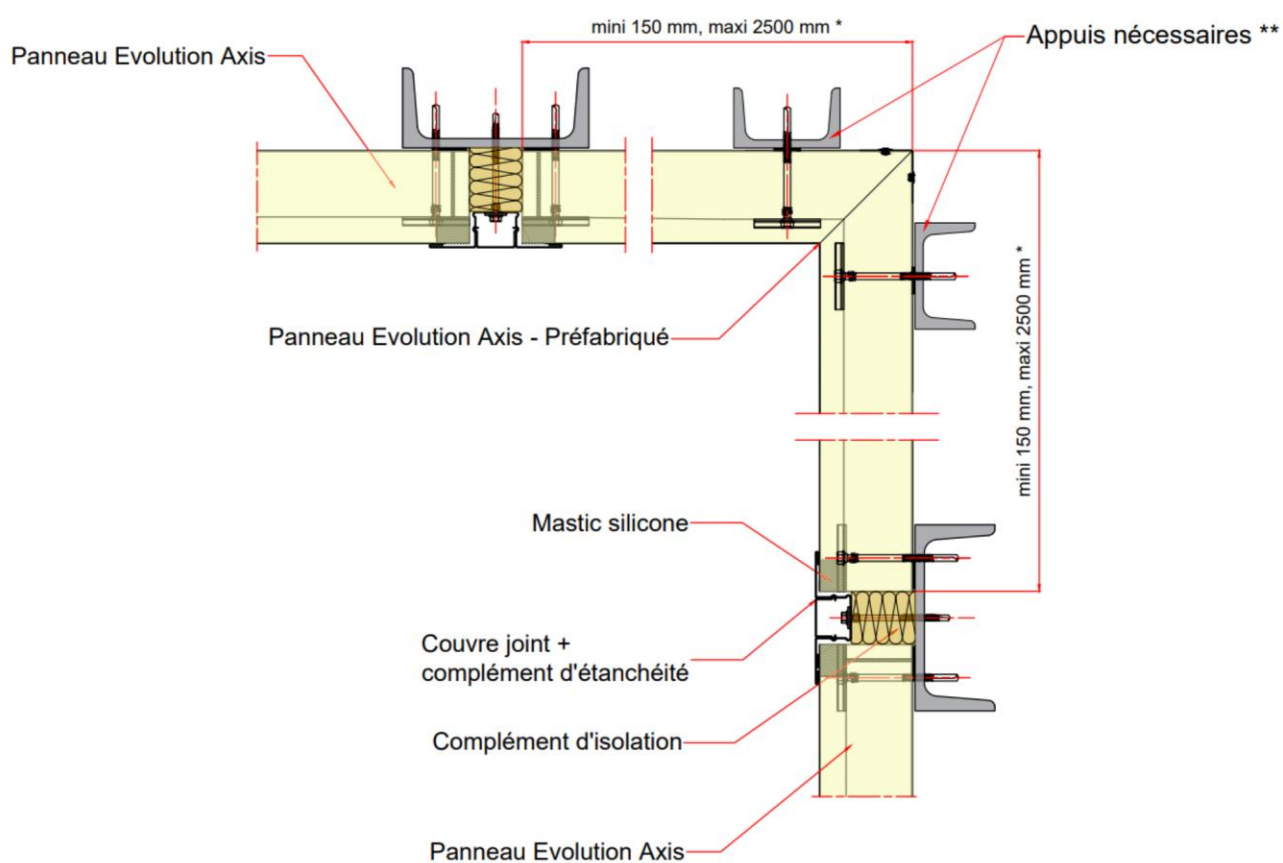 mini 150 mm, maxi 2500 mm *
Appuis nécessaires **
Panneau Evolution Axis
Panneau Evolution Axis - Préfabriqué
mini 150 mm, maxi 2500 mm *
Mastic silicone
Couvre joint +
complément d'étanchéité
Complément d'isolation
Panneau Evolution Axis